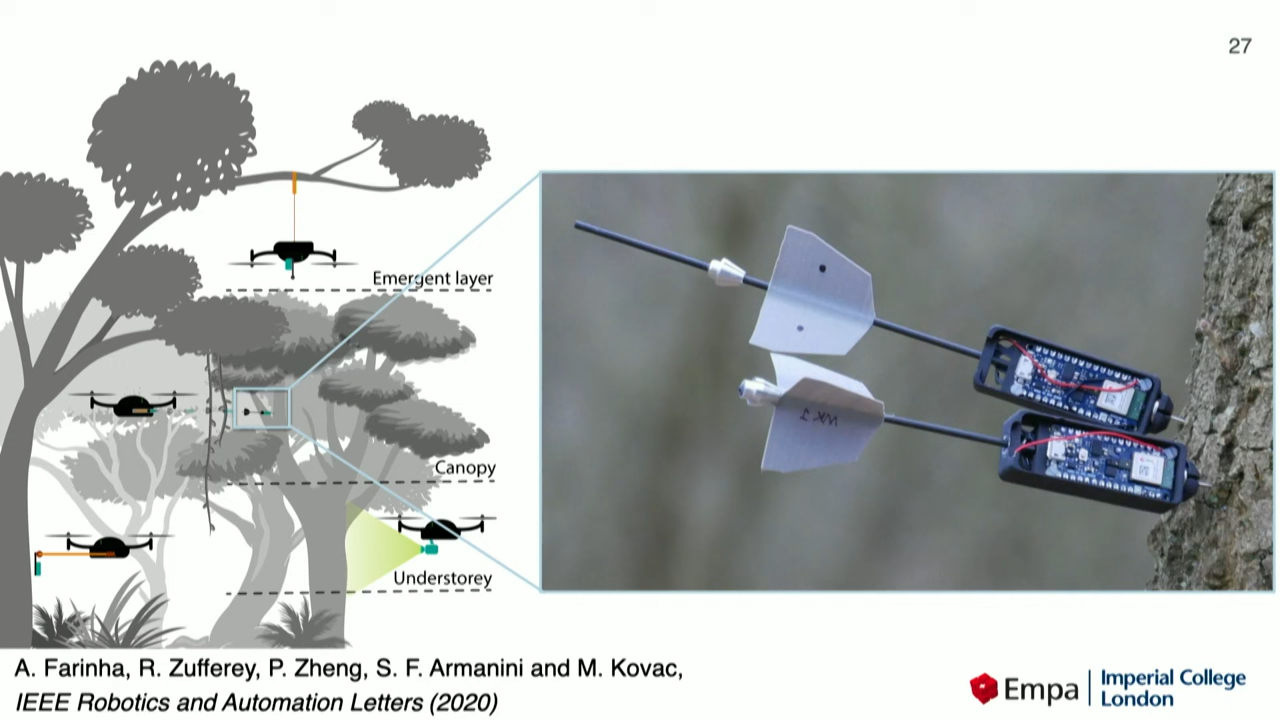 27
Emergent layer
Canopy
Understorey
A. Farinha, R. Zufferey, P. Zheng, S. F. Armanini and M. Kovac,
IEEE Robotics and Automation Letters (2020)
Empa
Imperial College
London